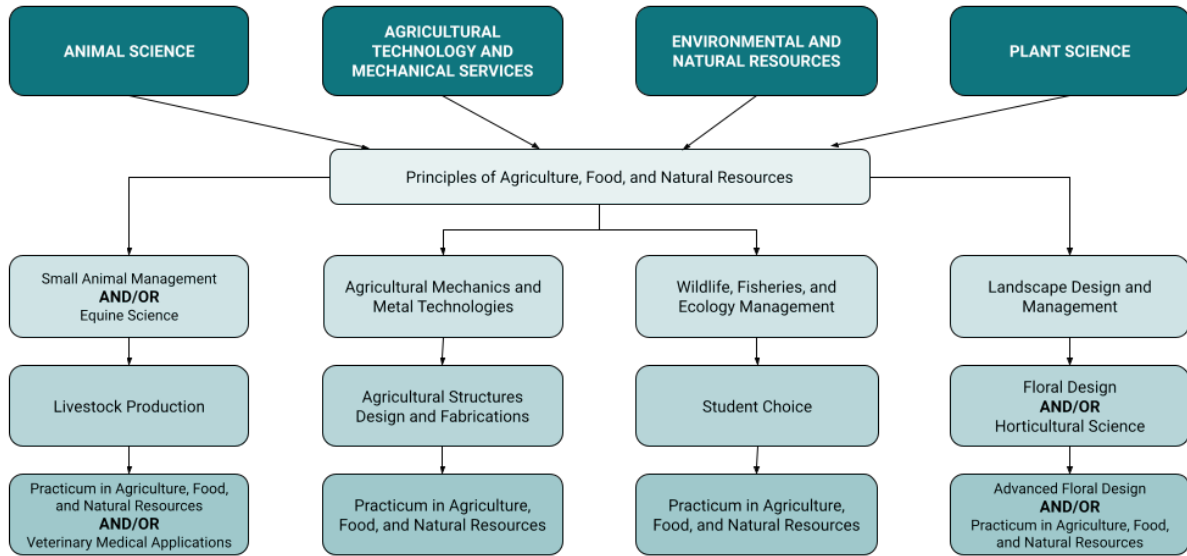 ANIMAL SCIENCE
AGRICULTURAL
TECHNOLOGY AND
MECHANICAL SERVICES
ENVIRONMENTAL AND
NATURAL RESOURCES
PLANT SCIENCE
Principles of Agriculture, Food, and Natural Resources
Small Animal Management
AND/OR
Equine Science
Agricultural Mechanics and
Metal Technologies
Wildlife, Fisheries, and
Ecology Management
Landscape Design and
Management
Livestock Production
Agricultural Structures
Design and Fabrications
Student Choice
Floral Design
AND/OR
Horticultural Science
Practicum in Agriculture, Food,
and Natural Resources
AND/OR
Veterinary Medical Applications
Practicum in Agriculture,
Food, and Natural Resources
Practicum in Agriculture,
Food, and Natural Resources
Advanced Floral Design
AND/OR
Practicum in Agriculture, Food,
and Natural Resources